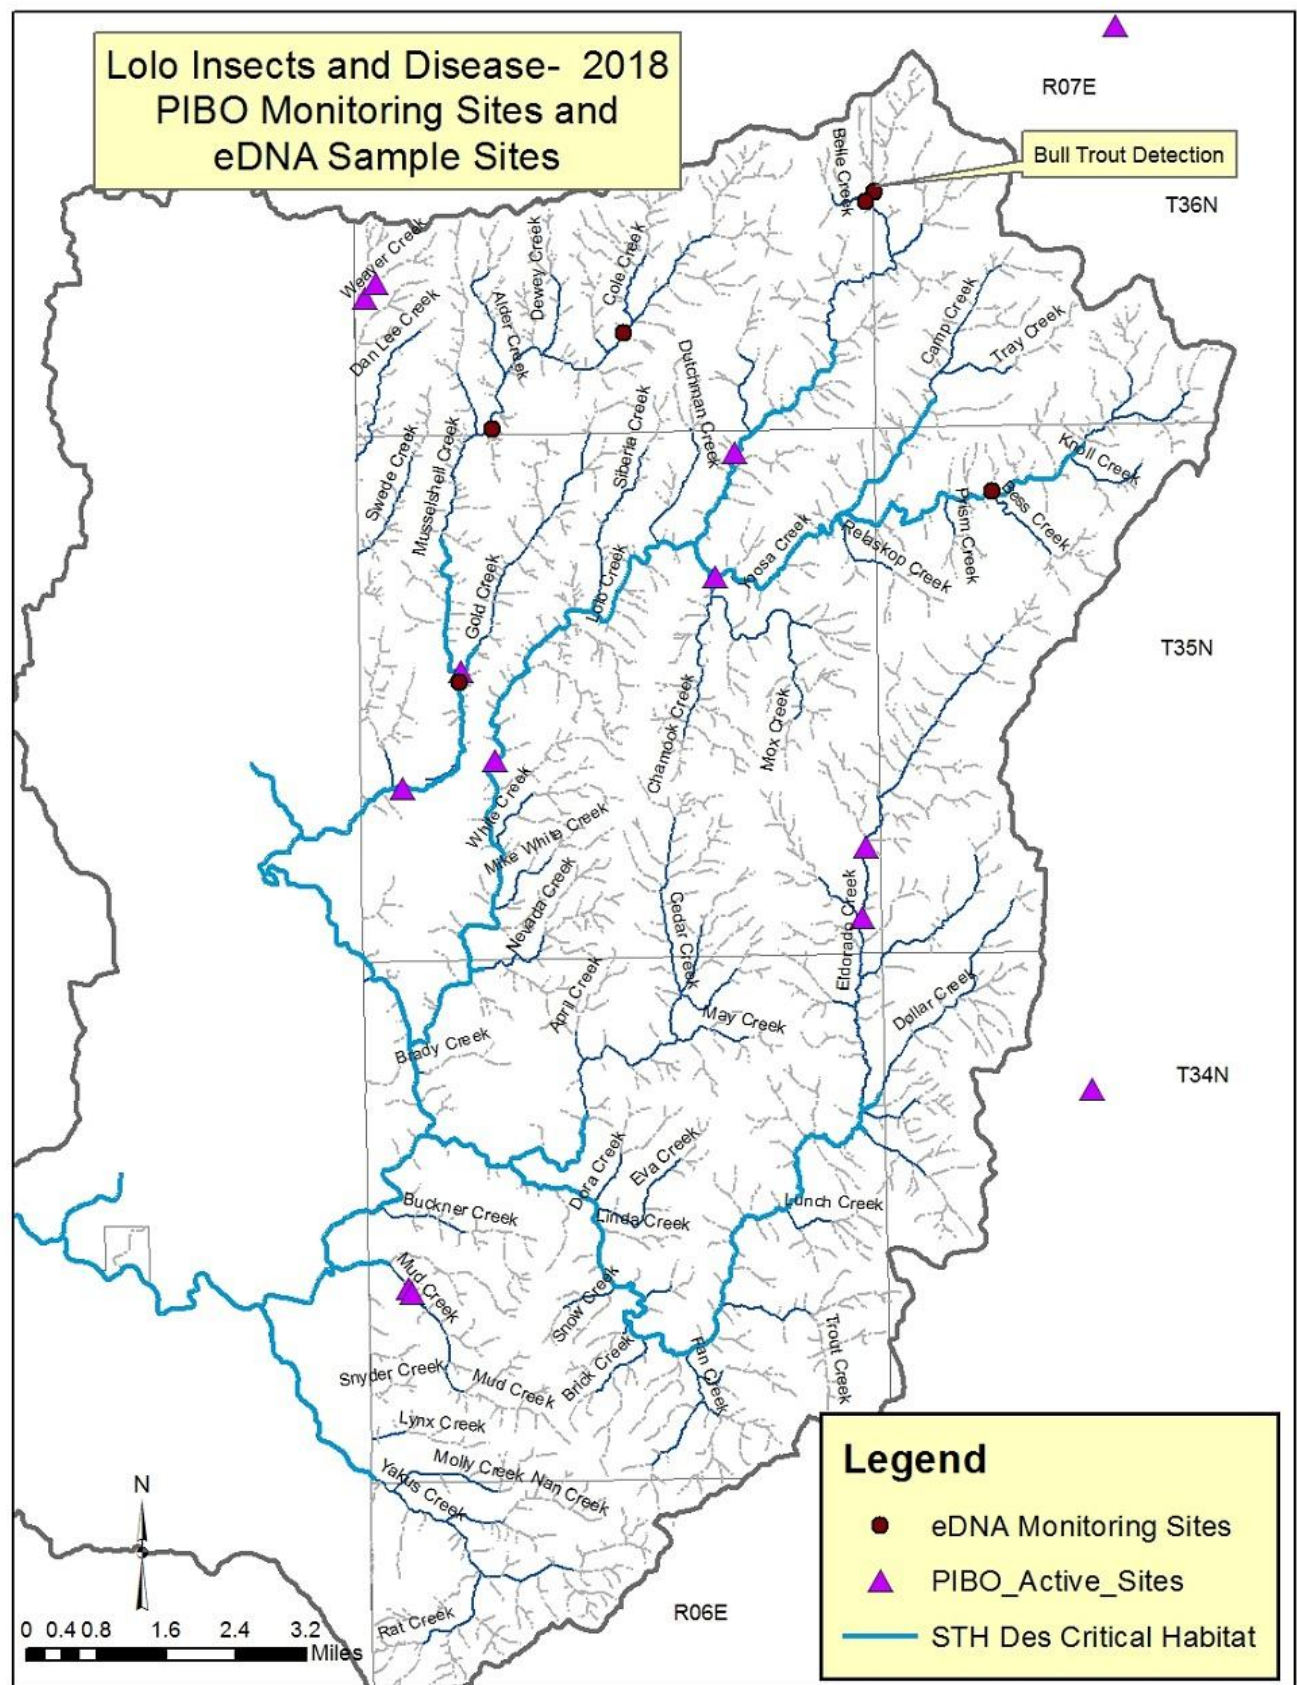 Lolo Insects and Disease- 2018
PIBO Monitoring Sites and
eDNA Sample Sites
R07E
Bull Trout Detection
T36N
Belle Creek
Weaver Creek
Dan Lee Creek
Alder Creek
Dewey Creek
Cole Creek
Camp Creek
Tray Creek
Dutchman Creek
Siberia Creek
Swede Creek
Musselshell Creek
Knoll Creek
Bess Creek
Prism Creek
Relaskop Creek
Yoosa Creek
Lolo Creek
Gold Creek
T35N
Chamook Creek
Mox Creek
White Creek
Mike White Creek
Nevada Creek
Eldorado Creek
Cedar Creek
Dollar Creek
April Creek
May Creek
Brady Creek
T34N
Dora Creek
Eva Creek
Linda Creek
Lunch Creek
Buckner Creek
Mud Creek
Snow Creek
Brick Creek
Fan Creek
Trout Creek
Snyder Creek
Mud Creek
Lynx Creek
Molly Creek
Nan Creek
Yakus Creek
Rat Creek
R06E
N
0 0.4 0.8 1.6 2.4 3.2
Miles
Legend
eDNA Monitoring Sites
PIBO_Active_Sites
STH Des Critical Habitat